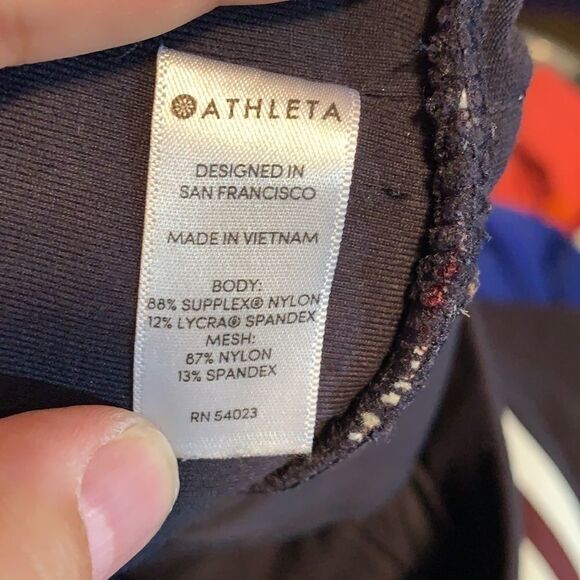 ATHLETA
DESIGNED IN
SAN FRANCISCO
MADE IN VIETNAM
BODY:
88% SUPPLEX® NYLON
12% LYCRA® SPANDEX
MESH:
87% NYLON
13% SPANDEX
RN 54023